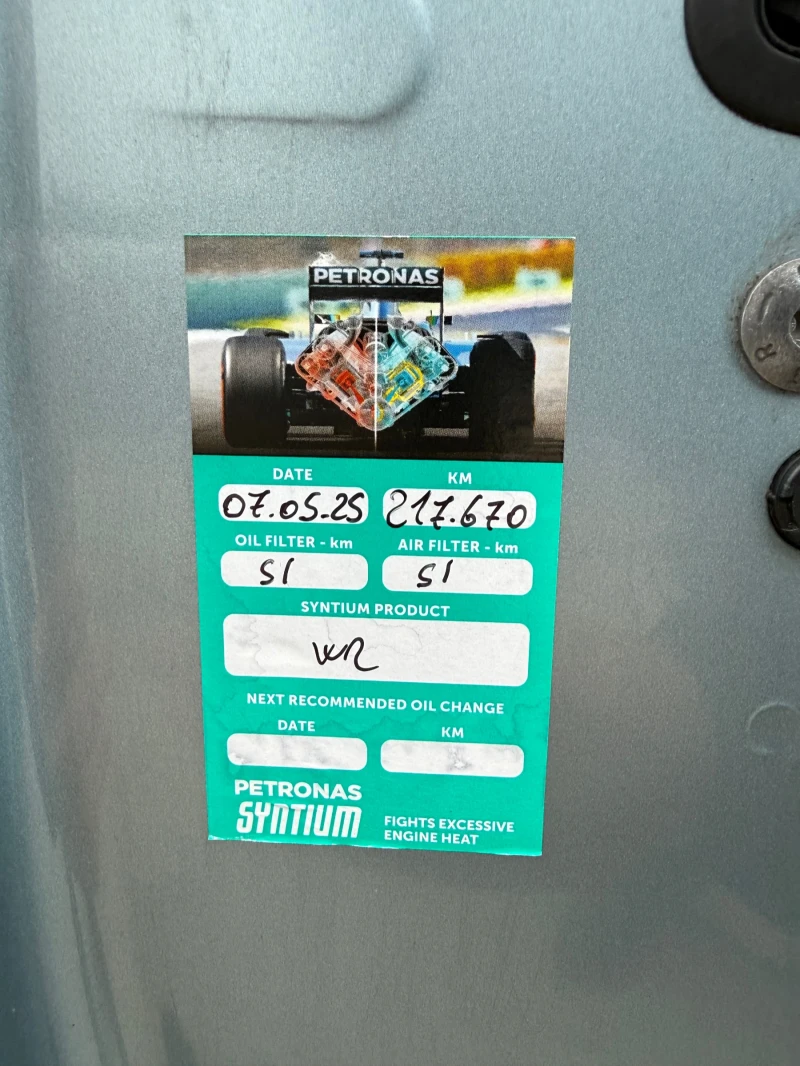 PETRONAS
DATE KM
07.05.25 217.670
OIL FILTER - km AIR FILTER - km
SI SI
SYNTIUM PRODUCT
NEXT RECOMMENDED OIL CHANGE
DATE KM
PETRONAS
SYNTIUM
FIGHTS EXCESSIVE
ENGINE HEAT
R